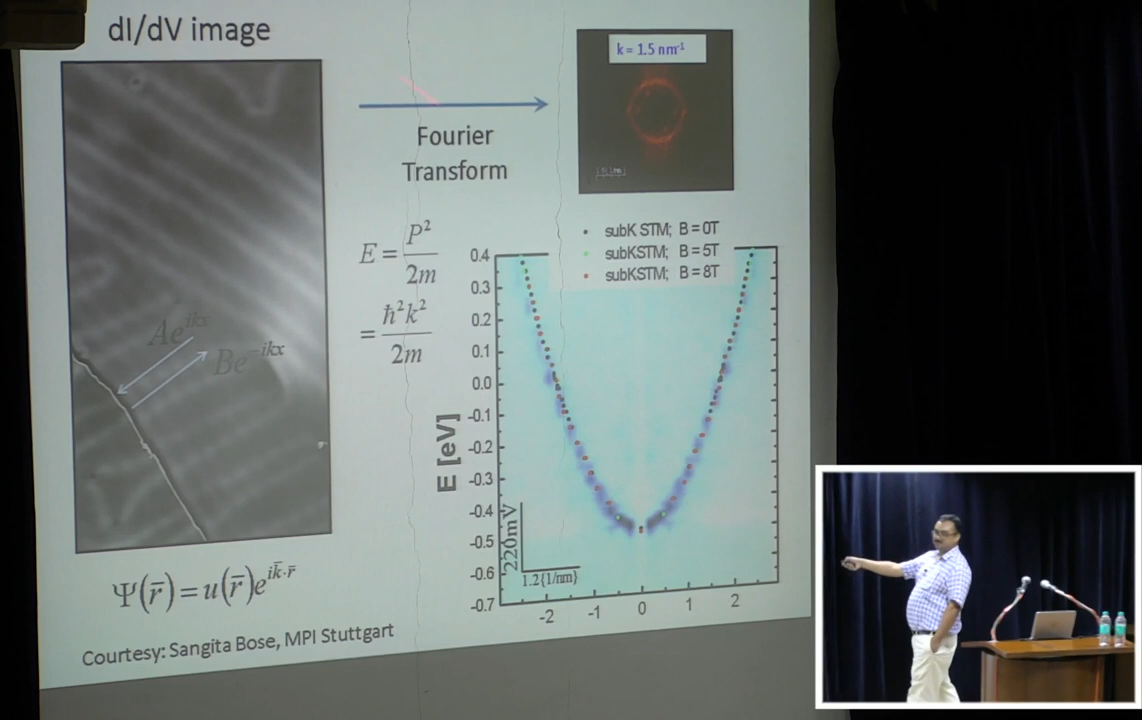 dI/dV image
k = 1.5 nm⁻¹
Fourier
Transform
Ae^{ikx}
Be^{-ikx}
E = P²/2m
= ħ²k²/2m
subK STM; B = 0T
subKSTM; B = 5T
subKSTM; B = 8T
E [eV]
0.4
0.3
0.2
0.1
0.0
-0.1
-0.2
-0.3
-0.4
-0.5
-0.6
-0.7
220mV
1.2{1/nm}
-2 -1 0 1 2
Ψ(r̄) = u(r̄)e^{ik̄·r̄}
Courtesy: Sangita Bose, MPI Stuttgart